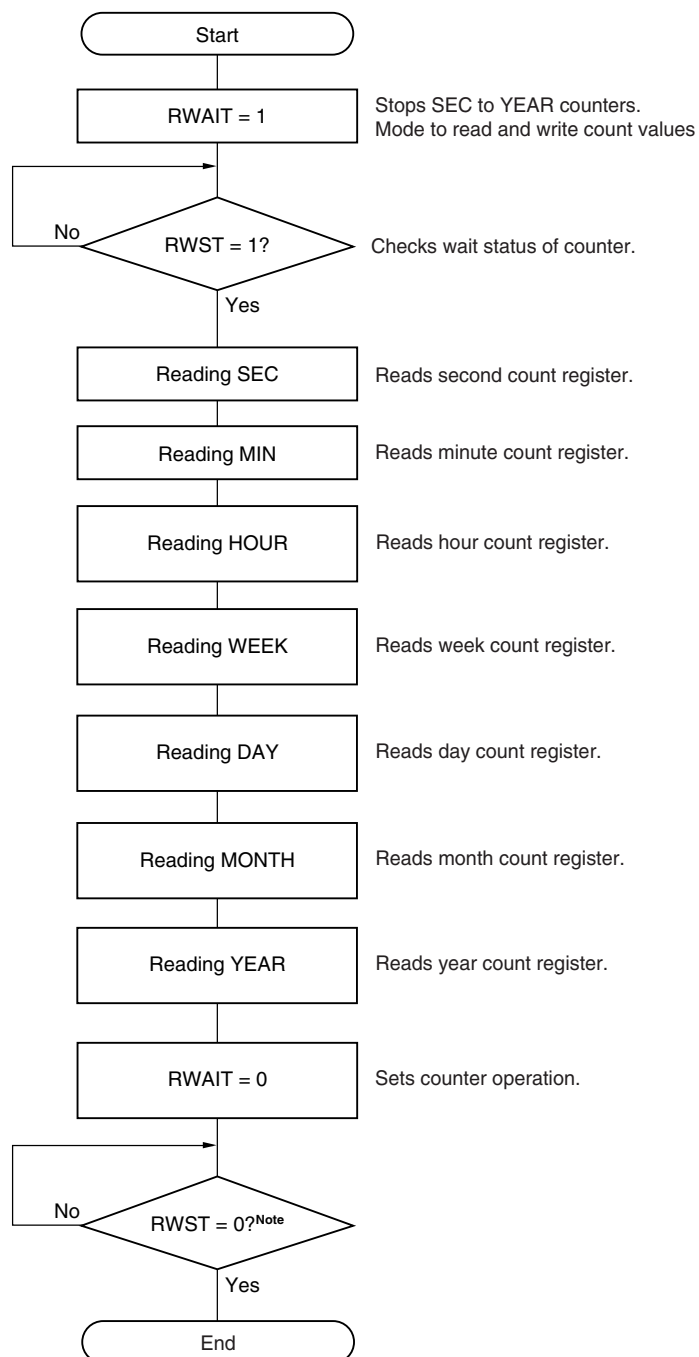 Start
RWAIT = 1
Stops SEC to YEAR counters.
Mode to read and write count values
No
RWST = 1?
Checks wait status of counter.
Yes
Reading SEC
Reads second count register.
Reading MIN
Reads minute count register.
Reading HOUR
Reads hour count register.
Reading WEEK
Reads week count register.
Reading DAY
Reads day count register.
Reading MONTH
Reads month count register.
Reading YEAR
Reads year count register.
RWAIT = 0
Sets counter operation.
No
RWST = 0?Note
Yes
End